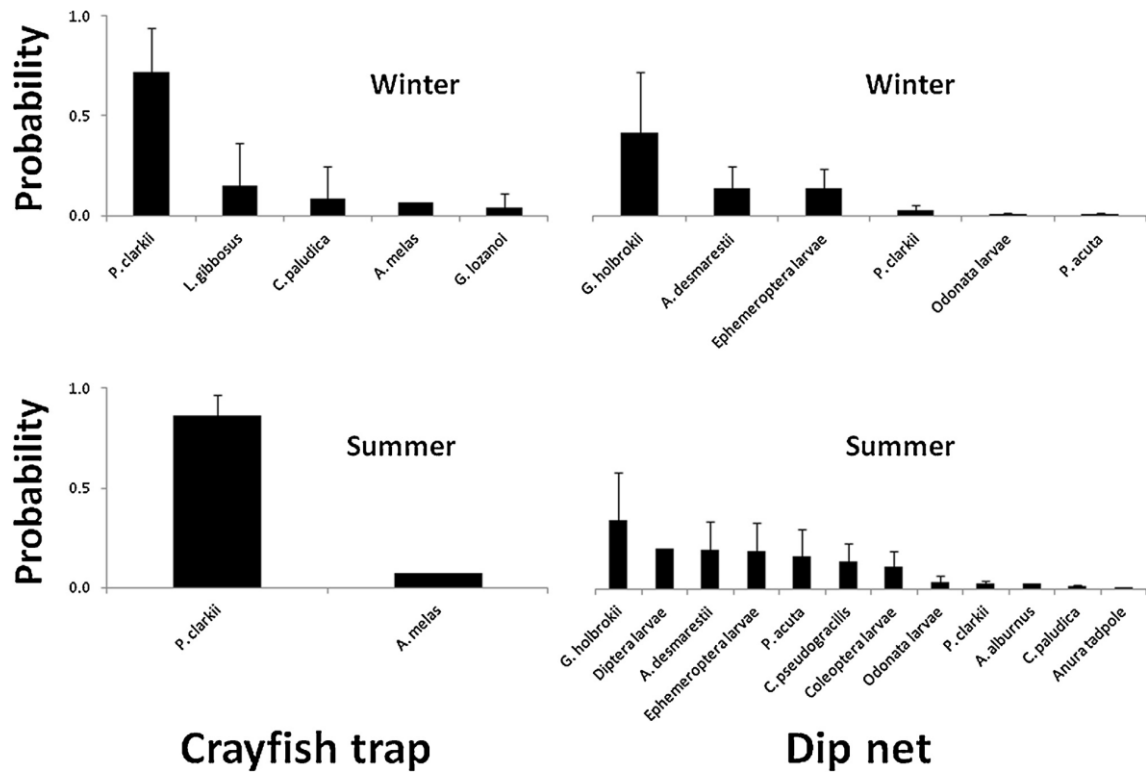 Probability
1.0
0.5
0.0
Winter
P. clarkii
L. gibbosus
C. paludica
A. melas
G. lozanoI
Winter
G. holbrokii
A. desmarestii
Ephemeroptera larvae
P. clarkii
Odonata larvae
P. acuta
Probability
1.0
0.5
0.0
Summer
P. clarkii
A. melas
Summer
G. holbrokii
Diptera larvae
A. desmarestii
Ephemeroptera larvae
P. acuta
C. pseudogracilis
Coleoptera larvae
Odonata larvae
P. clarkii
A. alburnus
C. paludica
Anura tadpole
Crayfish trap
Dip net